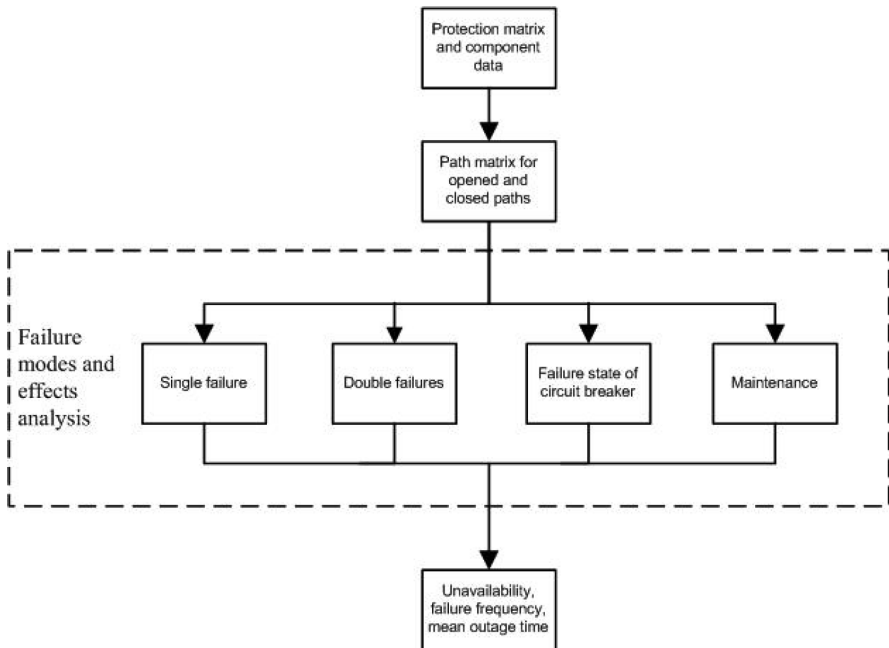 Protection matrix
and component
data
Path matrix for
opened and
closed paths
Failure
modes and
effects
analysis
Single failure
Double failures
Failure state of
circuit breaker
Maintenance
Unavailability,
failure frequency,
mean outage time